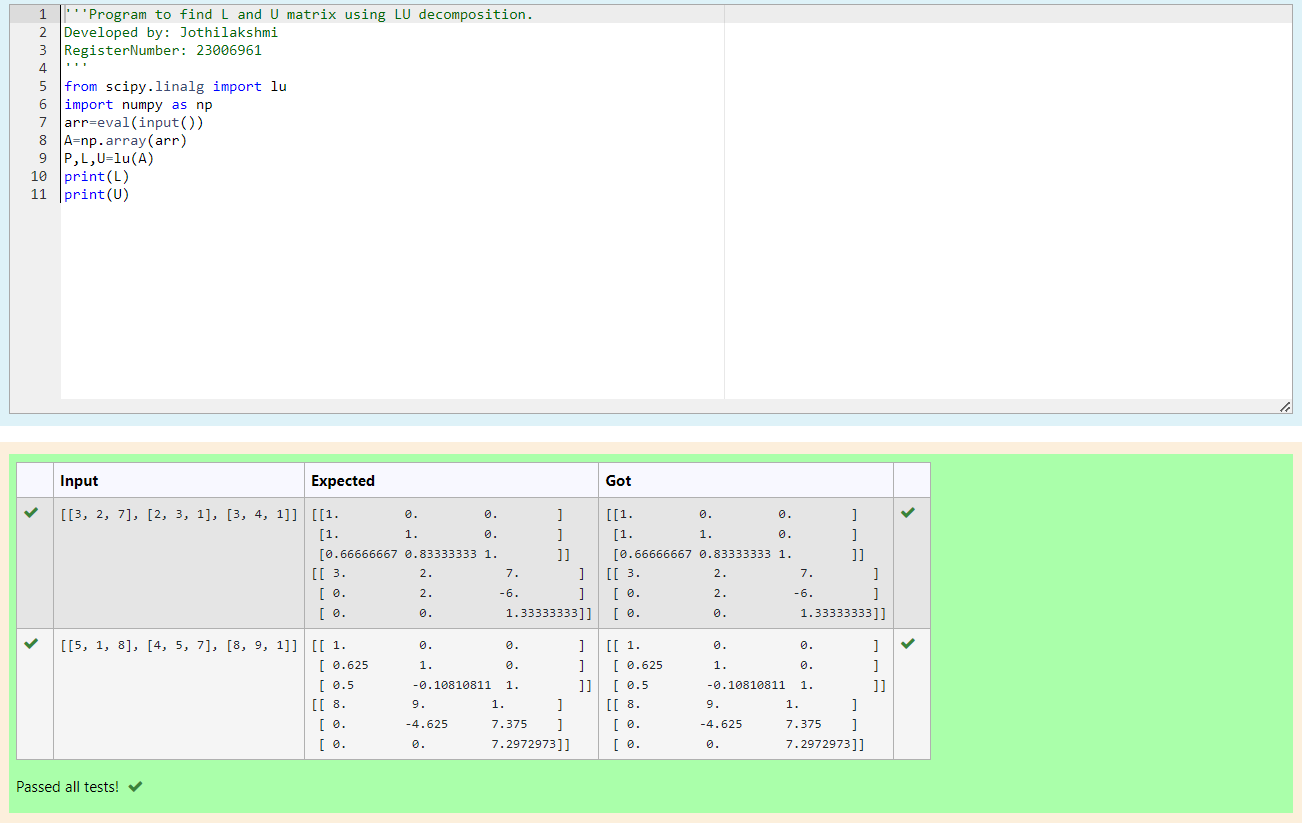 1 '''Program to find L and U matrix using LU decomposition.
2 Developed by: Jothilakshmi
3 RegisterNumber: 23006961
4 '''
5 from scipy.linalg import lu
6 import numpy as np
7 arr=eval(input())
8 A=np.array(arr)
9 P,L,U=lu(A)
10 print(L)
11 print(U)
Input Expected Got
[[3, 2, 7], [2, 3, 1], [3, 4, 1]] [[1. 0. 0. ] [[1. 0. 0. ]
[1. 1. 0. ] [1. 1. 0. ]
[0.66666667 0.83333333 1. ]] [0.66666667 0.83333333 1. ]]
[[ 3. 2. 7. ] [[ 3. 2. 7. ]
[ 0. 2. -6. ] [ 0. 2. -6. ]
[ 0. 0. 1.33333333]] [ 0. 0. 1.33333333]]
[[5, 1, 8], [4, 5, 7], [8, 9, 1]] [[ 1. 0. 0. ] [[ 1. 0. 0. ]
[ 0.625 1. 0. ] [ 0.625 1. 0. ]
[ 0.5 -0.10810811 1. ]] [ 0.5 -0.10810811 1. ]]
[[ 8. 9. 1. ] [[ 8. 9. 1. ]
[ 0. -4.625 7.375 ] [ 0. -4.625 7.375 ]
[ 0. 0. 7.2972973]] [ 0. 0. 7.2972973]]
Passed all tests!